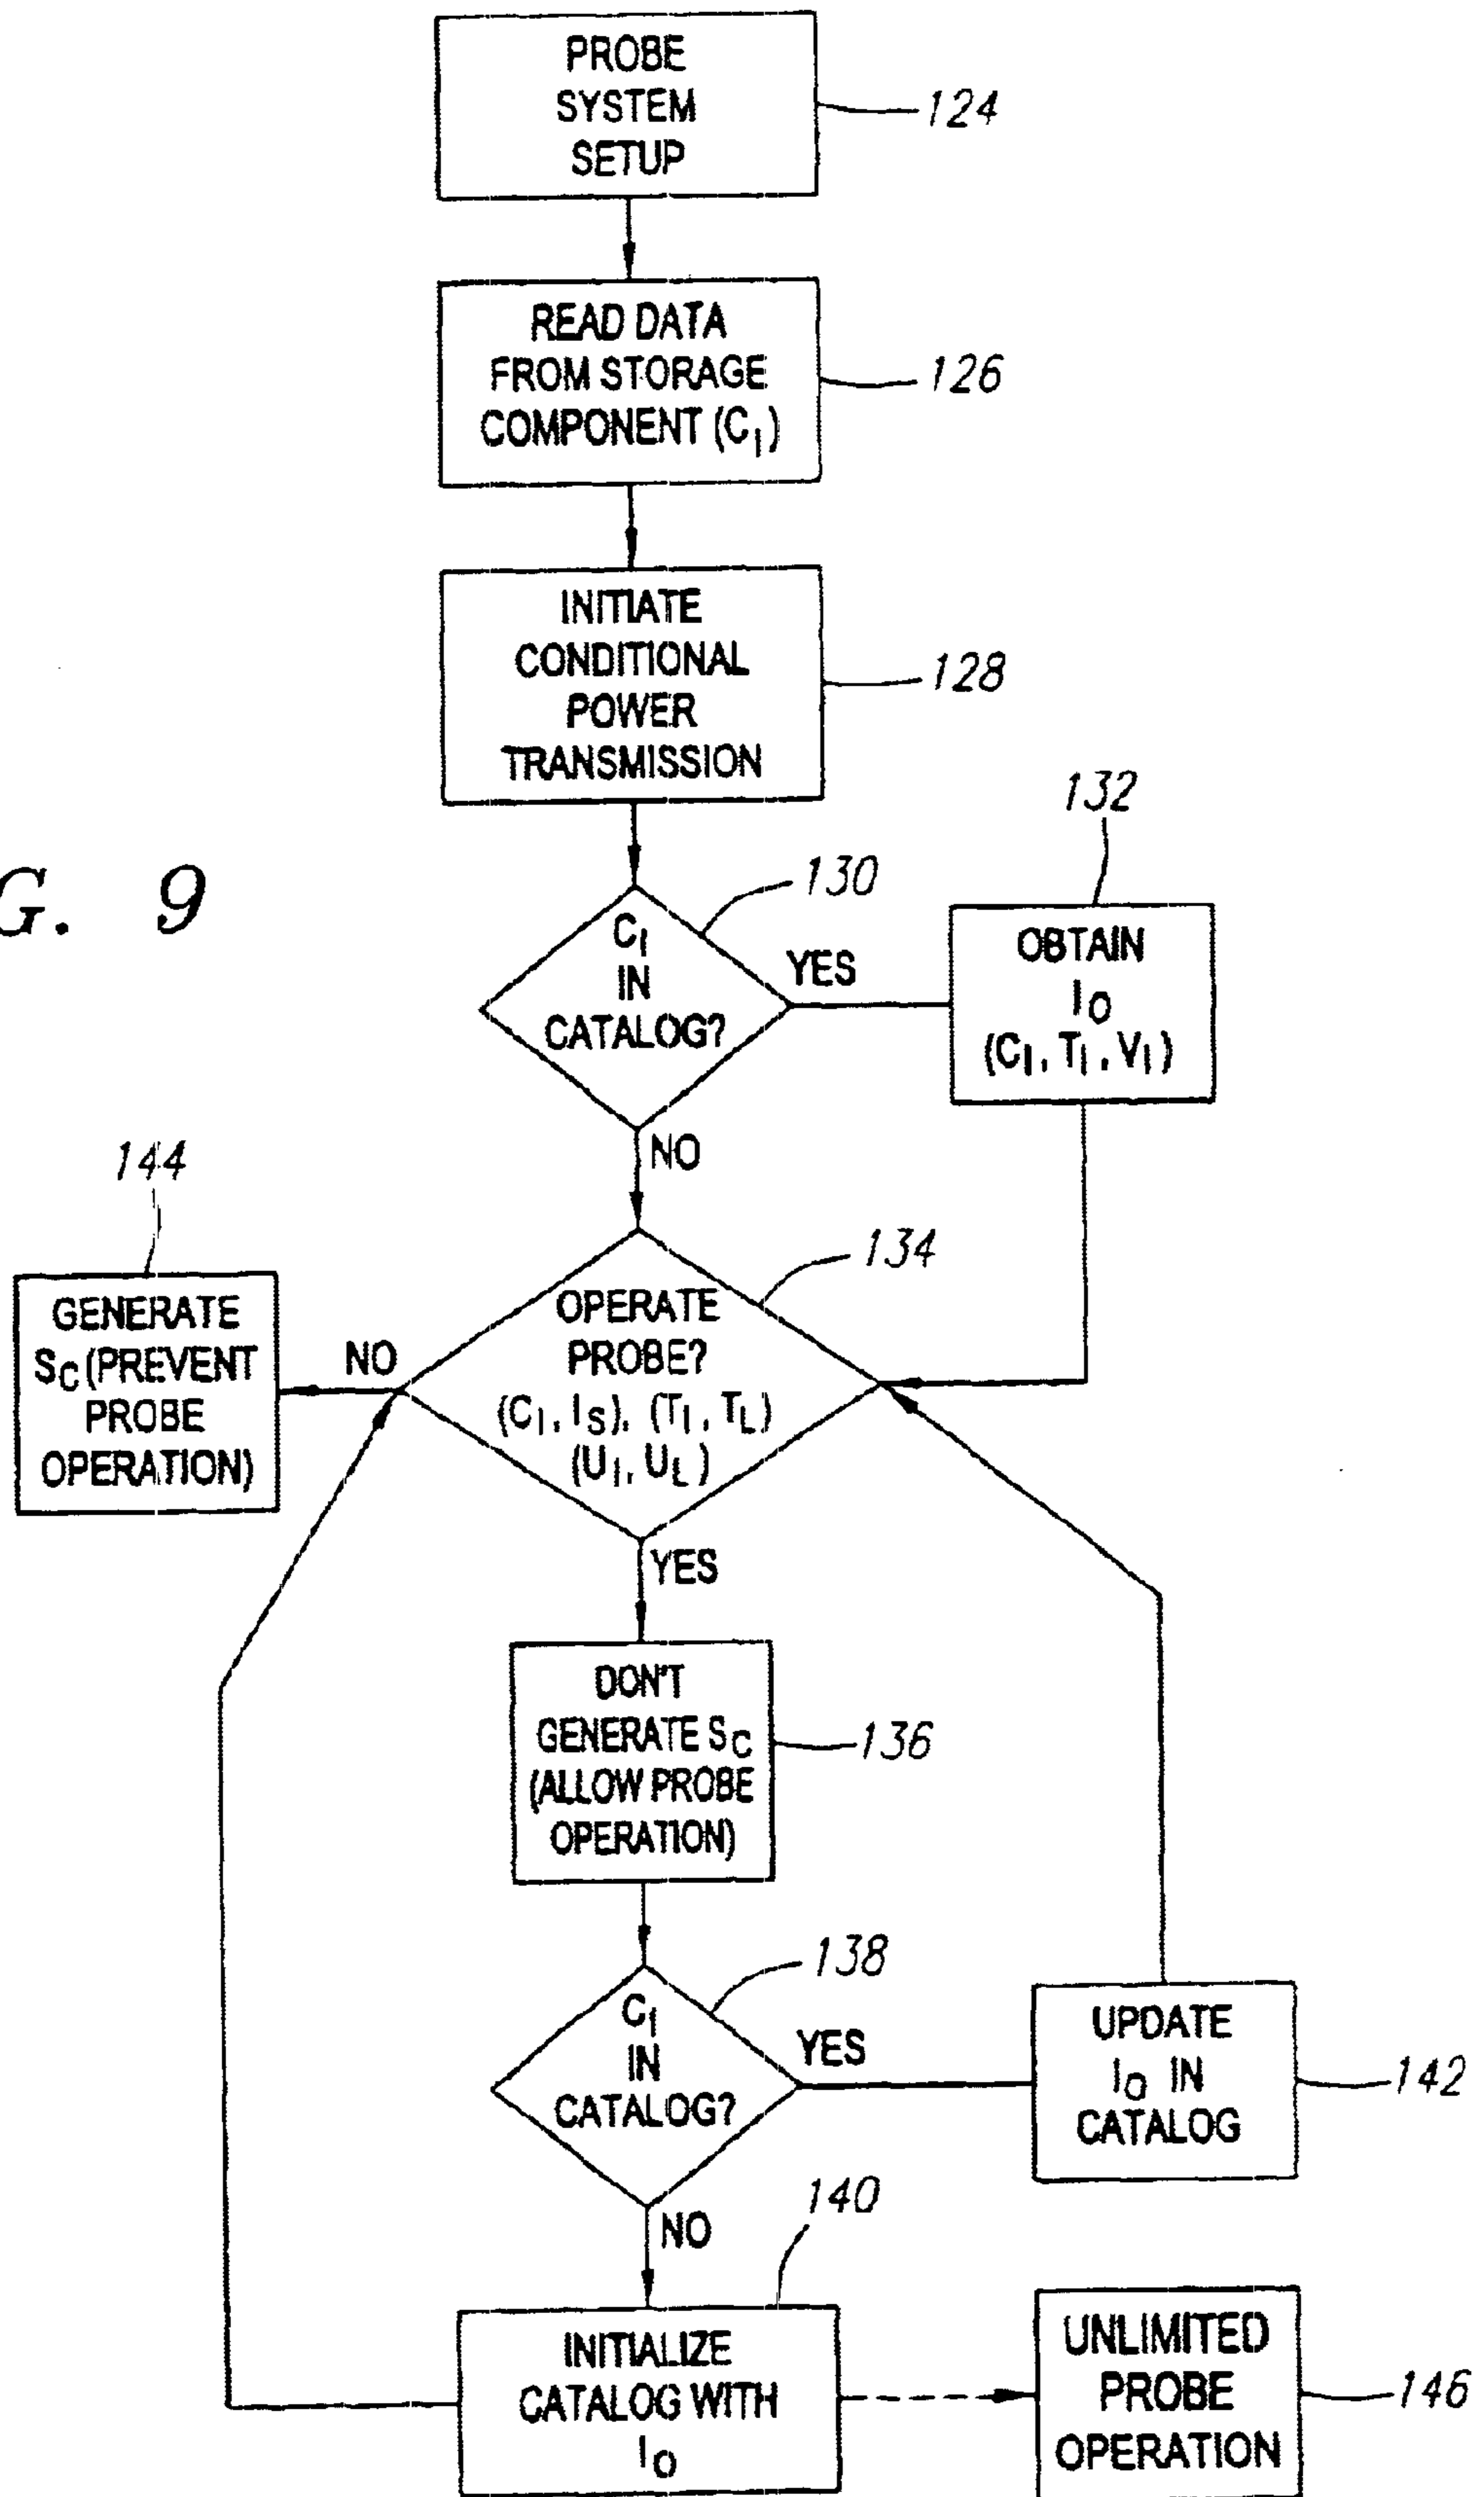 PROBE
SYSTEM
SETUP
124
READ DATA
FROM STORAGE
COMPONENT (C_I)
126
INITIATE
CONDITIONAL
POWER
TRANSMISSION
128
132
G. 9
130
C_I
IN
CATALOG?
YES
OBTAIN
I_O
(C_I, T_I, V_I)
NO
144
134
GENERATE
S_C (PREVENT
PROBE
OPERATION)
NO
OPERATE
PROBE?
(C_I, I_S), (T_I, T_L)
(U_I, U_L)
YES
DON'T
GENERATE S_C
(ALLOW PROBE
OPERATION)
136
138
C_I
IN
CATALOG?
YES
UPDATE
I_O IN
CATALOG
142
140
NO
INITIALIZE
CATALOG WITH
I_O
UNLIMITED
PROBE
OPERATION
146